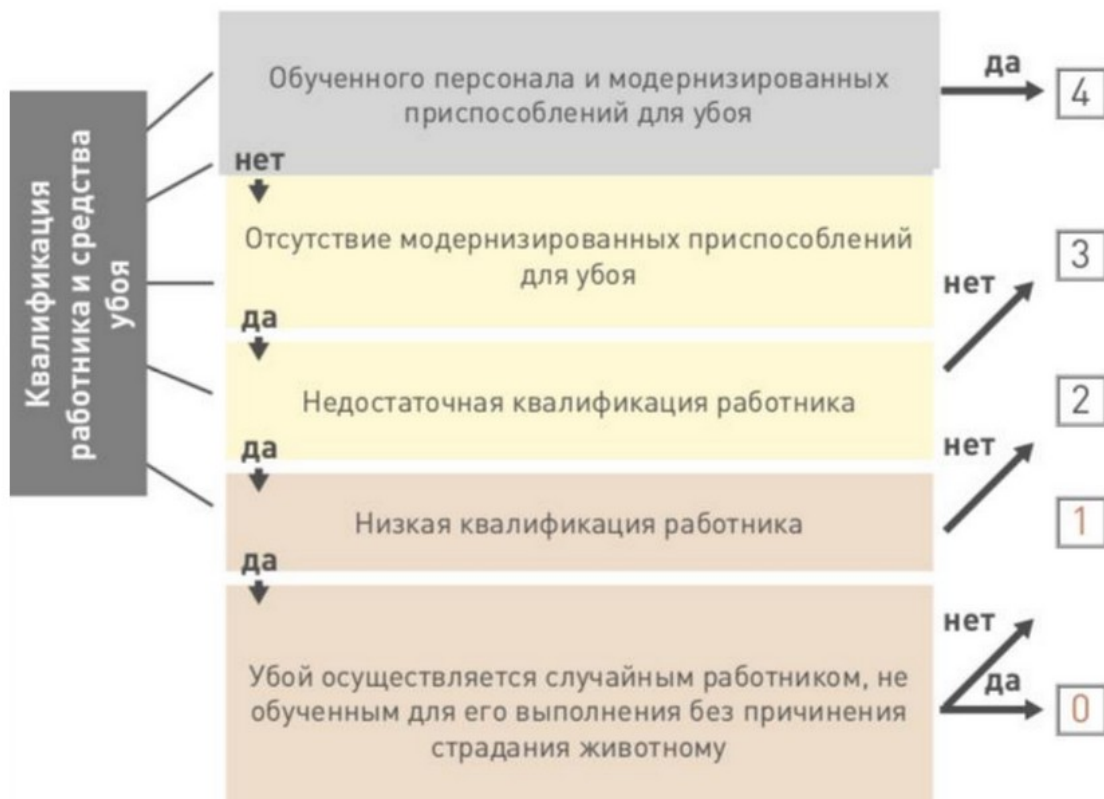 Квалификация
работника и средства
убоя
Обученного персонала и модернизированных
приспособлений для убоя
да
4
нет
Отсутствие модернизированных приспособлений
для убоя
нет
3
да
Недостаточная квалификация работника
2
да
нет
Низкая квалификация работника
1
да
нет
Убой осуществляется случайным работником, не
обученным для его выполнения без причинения
страдания животному
да
0